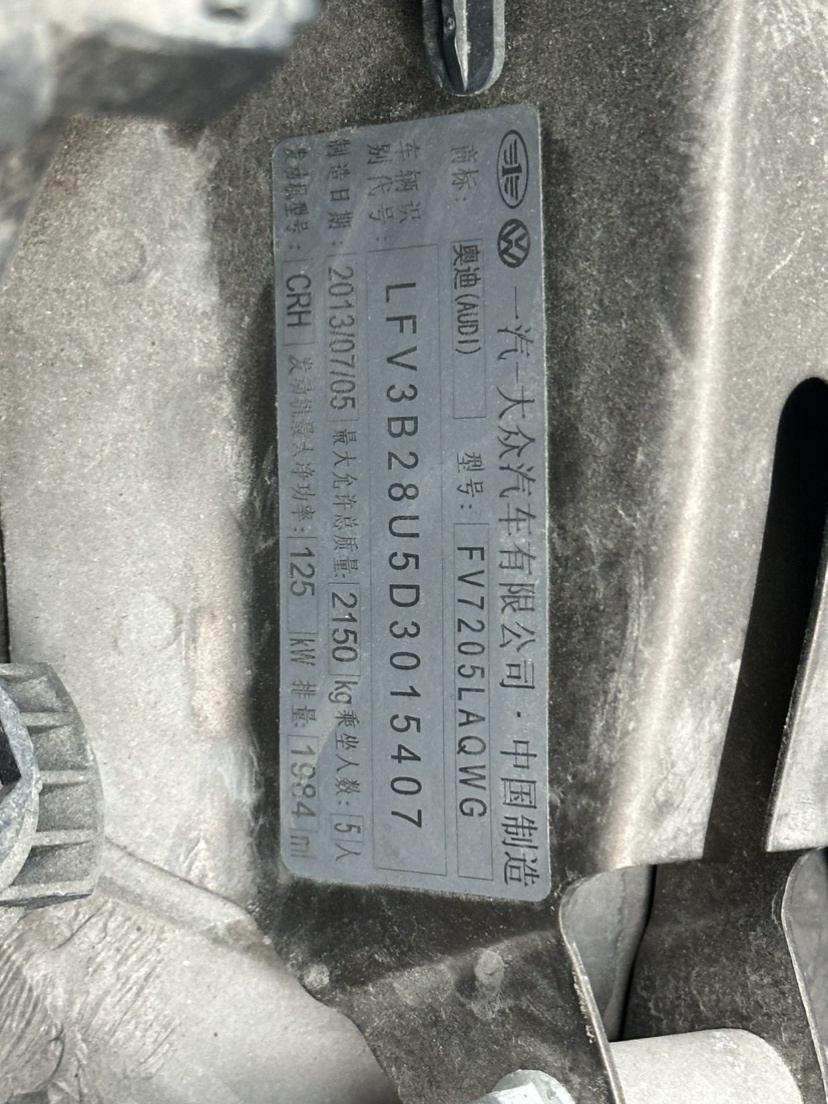 一汽-大众汽车有限公司·中国制造
商标: 奥迪(AUDI) 型号: FV7205LAQWG
车辆识别代号: LFV3B28U5D3015407
制造日期: 2013/07/05 最大允许总质量: 2150 kg 乘坐人数: 5人
发动机型号: CRH 发动机最大净功率: 125 kW 排量: 1984 ml